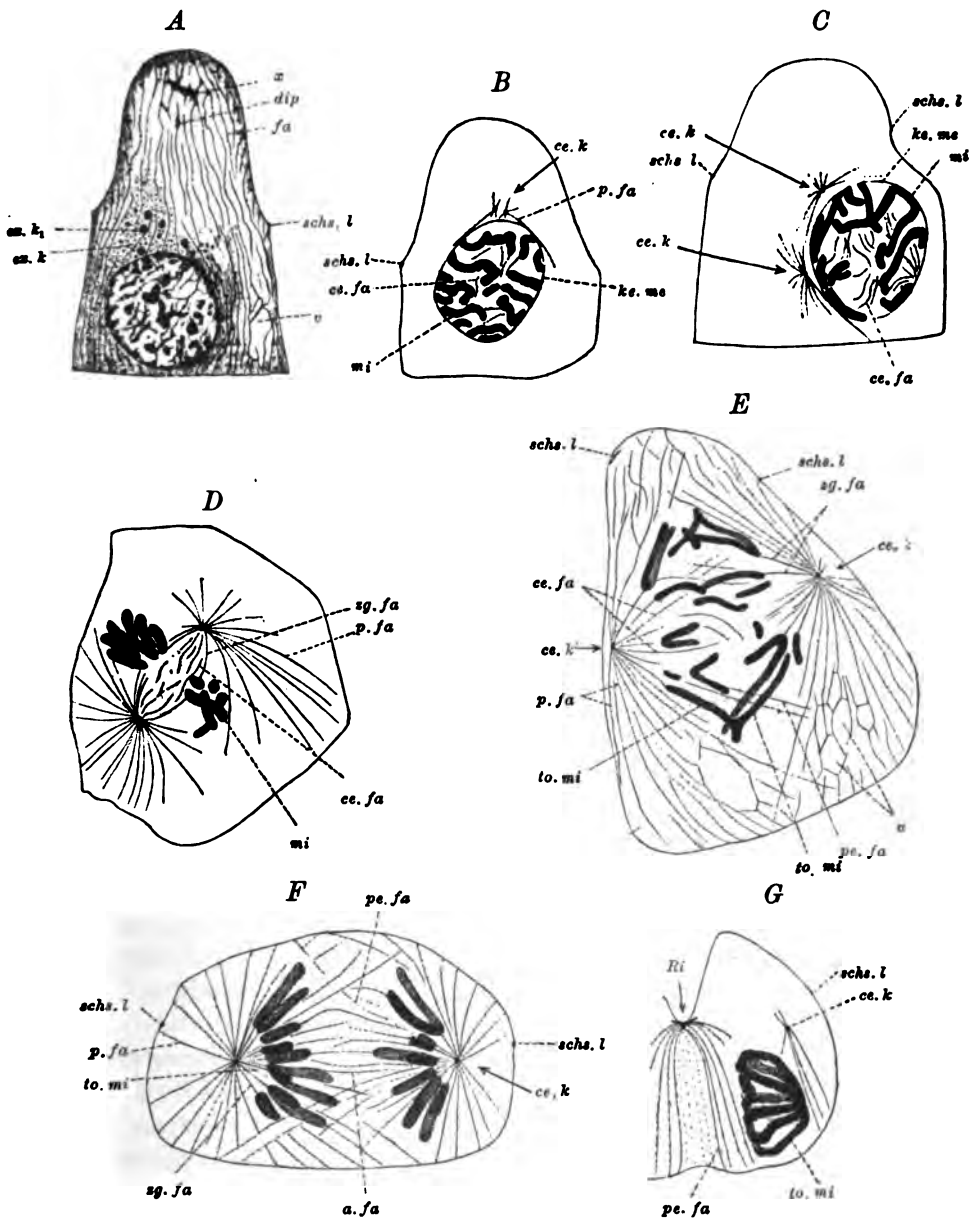 A
x
dip
fa
ex. k₁
ex. k
schs. l
v
B
ce. k
p. fa
schs. l
ce. fa
ke. me
mi
C
schs. l
ce. k
ke. me
schs. l
mi
ce. k
ce. fa
D
zg. fa
p. fa
ce. fa
mi
E
schs. l
schs. l
zg. fa
ce.
ce. fa
ce. k
p. fa
to. mi
v
pe. fa
to. mi
F
pe. fa
schs. l
p. fa
schs. l
to. mi
ce. k
zg. fa
a. fa
G
Ri
schs. l
ce. k
to. mi
pe. fa